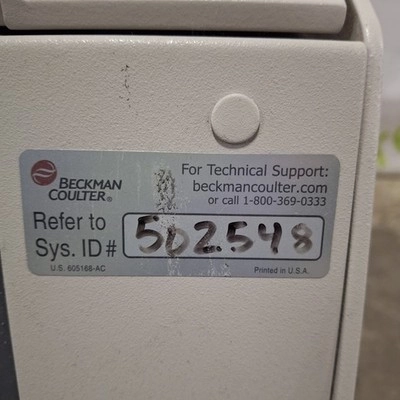 BECKMAN
COULTER®
For Technical Support:
beckmancoulter.com
or call 1-800-369-0333
Refer to
Sys. ID# 502548
U.S. 605168-AC
Printed in U.S.A.